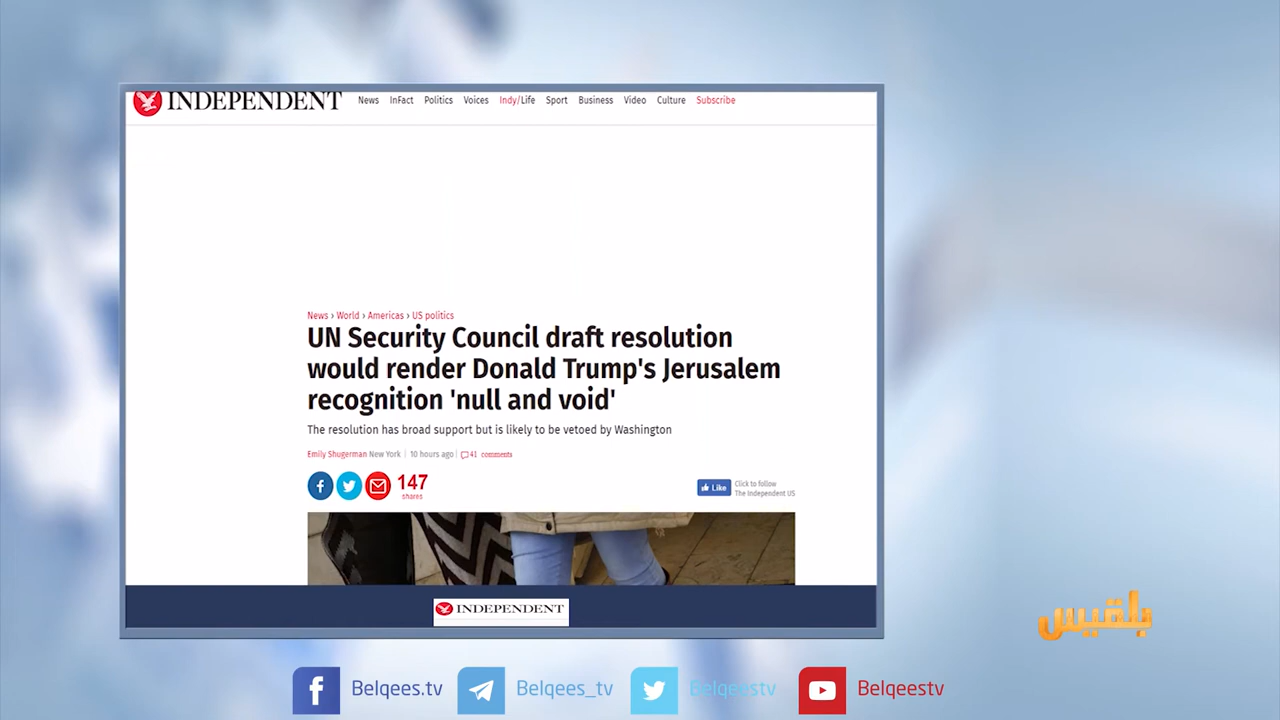 INDEPENDENT
News InFact Politics Voices Indy/Life Sport Business Video Culture Subscribe
News › World › Americas › US politics
UN Security Council draft resolution
would render Donald Trump's Jerusalem
recognition 'null and void'
The resolution has broad support but is likely to be vetoed by Washington
Emily Shugerman New York | 10 hours ago | 41 comments
147
shares
Like
Click to follow
The Independent US
INDEPENDENT
بلقيس
Belqees.tv Belqees_tv Belqeestv Belqeestv